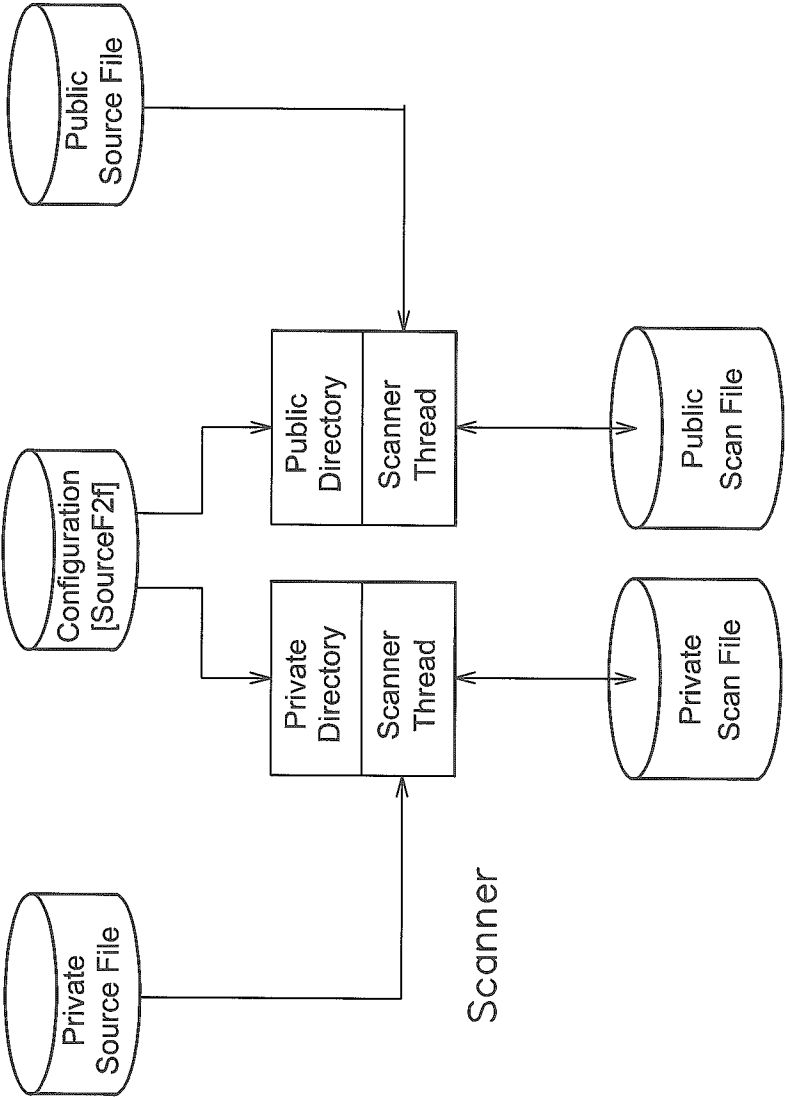 Private
Source File
Configuration
[SourceF2f]
Public
Source File
Private
Directory
Scanner
Thread
Public
Directory
Scanner
Thread
Scanner
Private
Scan File
Public
Scan File